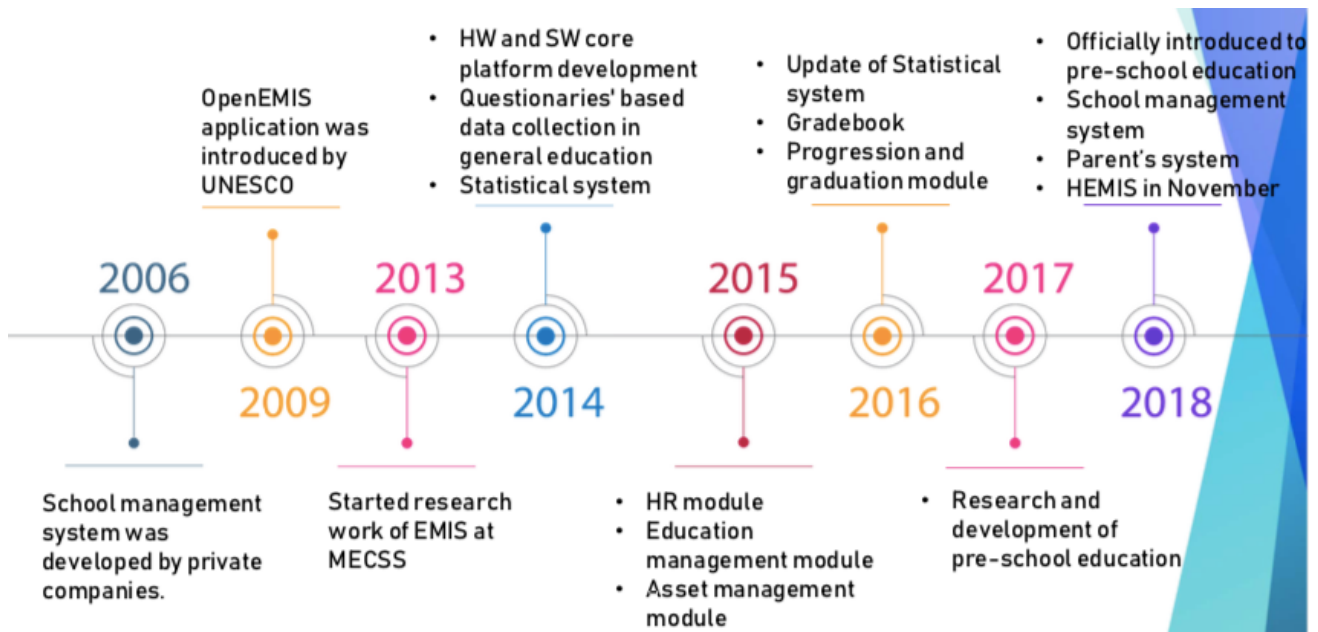 • HW and SW core
platform development
• Questionaries' based
data collection in
general education
• Statistical system
• Officially introduced to
pre-school education
• School management
system
• Parent's system
• HEMIS in November
• Update of Statistical
system
• Gradebook
• Progression and
graduation module
OpenEMIS
application was
introduced by
UNESCO
2006
2013
2015
2017
2009
2014
2016
2018
School management
system was
developed by private
companies.
Started research
work of EMIS at
MECSS
• HR module
• Education
management module
• Asset management
module
• Research and
development of
pre-school education